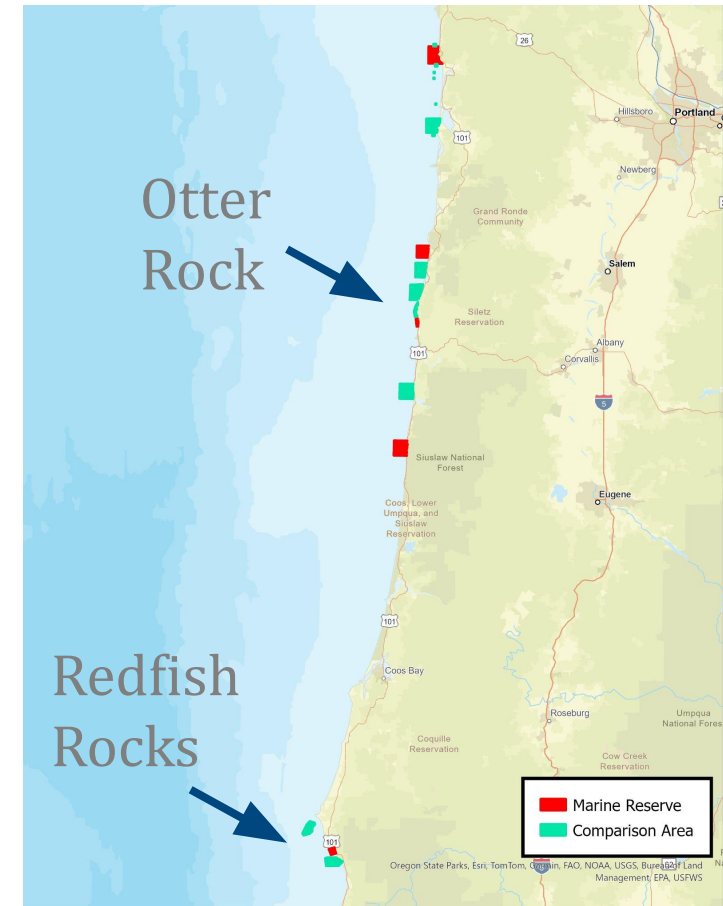 26
Hillsboro
Portland
101
Newberg
Otter
Rock
Grand Ronde
Community
Salem
Siletz
Reservation
101
Albany
Corvallis
5
Siuslaw National
Forest
Eugene
Coos, Lower
Umpqua, and
Siuslaw
Reservation
101
Redfish
Rocks
Coos Bay
Roseburg
Umpqua
National Fores
Coquille
Reservation
Cow Creek
Reservation
Marine Reserve
Comparison Area
101
Oregon State Parks, Esri, TomTom, Garmin, FAO, NOAA, USGS, Bureau of Land
Management, EPA, USFWS